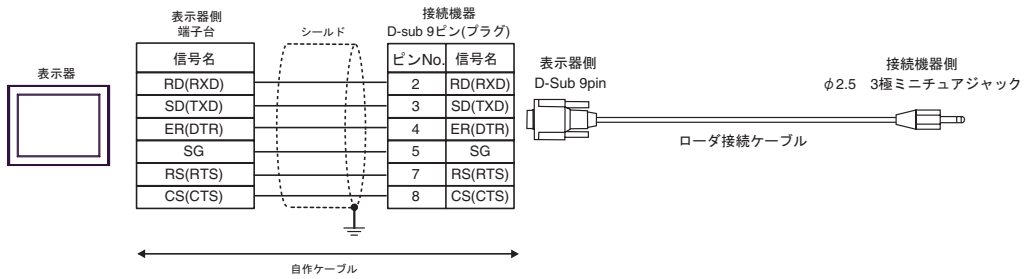 表示器
表示器側
端子台
シールド
接続機器
D-sub 9ピン(プラグ)
信号名 ピンNo. 信号名
RD(RXD) 2 RD(RXD)
SD(TXD) 3 SD(TXD)
ER(DTR) 4 ER(DTR)
SG 5 SG
RS(RTS) 7 RS(RTS)
CS(CTS) 8 CS(CTS)
自作ケーブル
表示器側
D-Sub 9pin
ローダ接続ケーブル
接続機器側
φ2.5 3極ミニチュアジャック